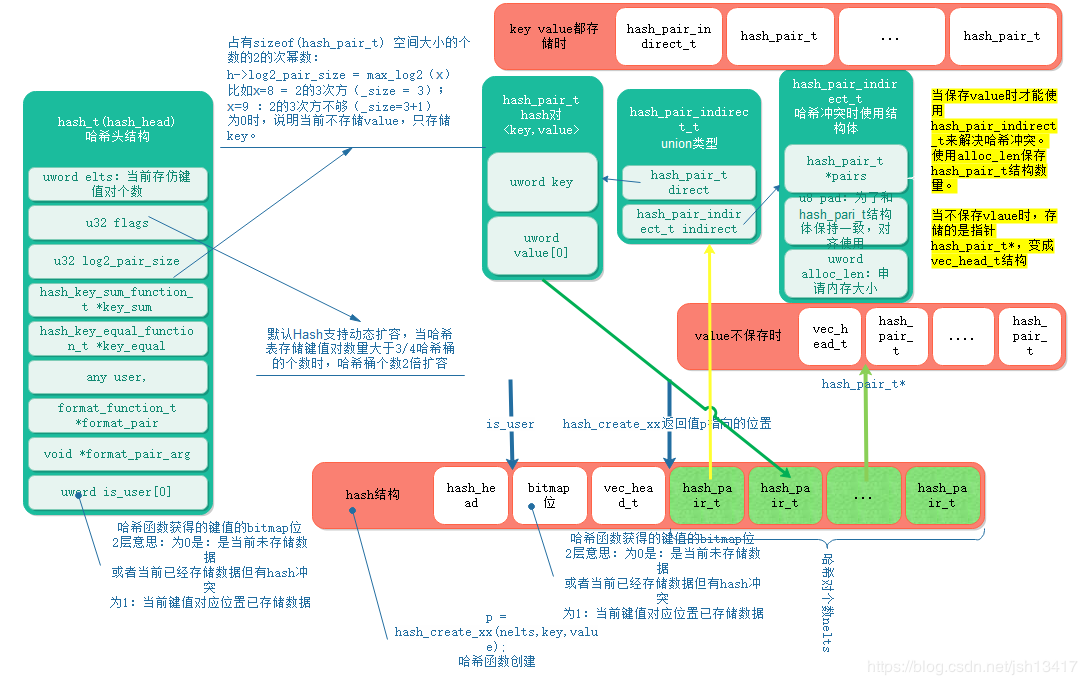 key value都存
储时
hash_pair_in
direct_t
hash_pair_t
...
hash_pair_t
占有sizeof(hash_pair_t) 空间大小的个
数的2的次幂数：
h->log2_pair_size = max_log2（x）
比如x=8 = 2的3次方（_size = 3）；
x=9 ：2的3次方不够（_size=3+1）
为0时，说明当前不存储value，只存储
key。
hash_t(hash_head)
哈希头结构
uword elts：当前存仿键
值对个数
u32 flags
u32 log2_pair_size
hash_key_sum_function_
t *key_sum
hash_key_equal_functio
n_t *key_equal
any user,
format_function_t
*format_pair
void *format_pair_arg
uword is_user[0]
hash_pair_t
hash对
<key,value>
uword key
uword
value[0]
hash_pair_indirec
t_t
union类型
hash_pair_t
direct
hash_pair_indir
ect_t indirect
hash_pair_indi
rect_t
哈希冲突时使用结
构体
hash_pair_t
*pairs
u8 pad：为了和
hash_pari_t结构
体保持一致，对
齐使用
uword
alloc_len：申
请内存大小
当保存value时才能使
用
hash_pair_indirect
_t来解决哈希冲突。
使用alloc_len保存
hash_pair_t结构数
量。
当不保存vlaue时，存
储的是指针
hash_pair_t*，变成
vec_head_t结构
默认Hash支持动态扩容，当哈希
表存储键值对数里大于3/4哈希桶
的个数时，哈希桶个数2倍扩容
value不保存时
vec_h
ead_t
hash_
pair_
t
....
hash_
pair_
t
hash_pair_t*
is_user
hash_create_xx返回值p指向的位置
hash结构
hash_he
ad
bitmap
位
vec_hea
d_t
hash_pa
ir_t
hash_pa
ir_t
...
hash_pa
ir_t
哈希函数获得的键值的bitmap位
2层意思：为0是：是当前未存储数
据
或者当前已经存储数据但有hash冲
突
为1：当前键值对应位置已存储数据
哈希函数获得的键值的bitmap位
2层意思：为0是：是当前未存储数
据
或者当前已经存储数据但有hash冲
突
为1：当前键值对应位置已存储数据
哈希对个数nelts
p =
hash_create_xx(nelts,key,valu
e);
哈希函数创建
https://blog.csdn.net/jsh13417